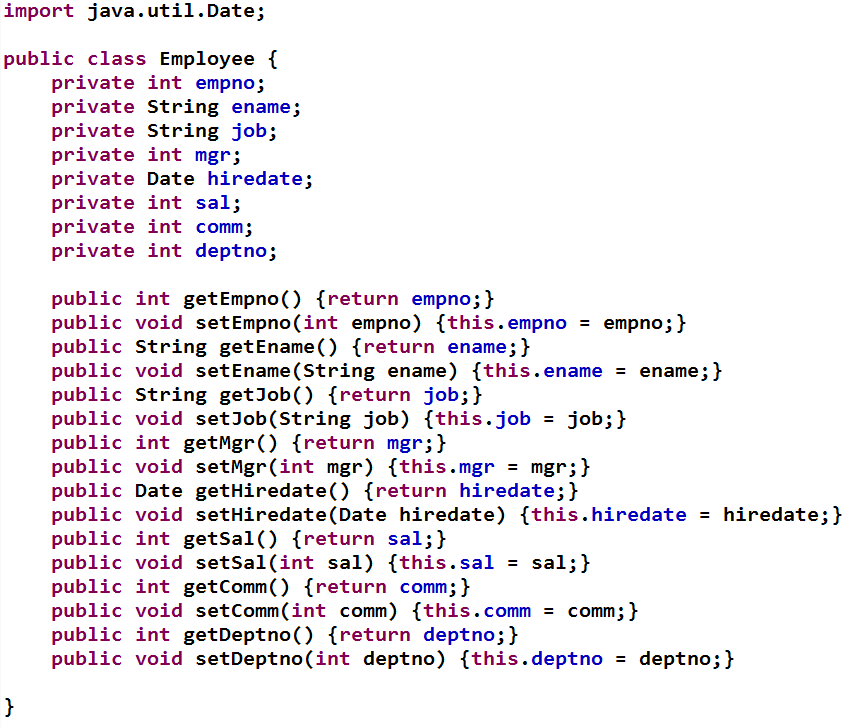 import java.util.Date;
public class Employee {
private int empno;
private String ename;
private String job;
private int mgr;
private Date hiredate;
private int sal;
private int comm;
private int deptno;
public int getEmpno() {return empno;}
public void setEmpno(int empno) {this.empno = empno;}
public String getEname() {return ename;}
public void setEname(String ename) {this.ename = ename;}
public String getJob() {return job;}
public void setJob(String job) {this.job = job;}
public int getMgr() {return mgr;}
public void setMgr(int mgr) {this.mgr = mgr;}
public Date getHiredate() {return hiredate;}
public void setHiredate(Date hiredate) {this.hiredate = hiredate;}
public int getSal() {return sal;}
public void setSal(int sal) {this.sal = sal;}
public int getComm() {return comm;}
public void setComm(int comm) {this.comm = comm;}
public int getDeptno() {return deptno;}
public void setDeptno(int deptno) {this.deptno = deptno;}
}